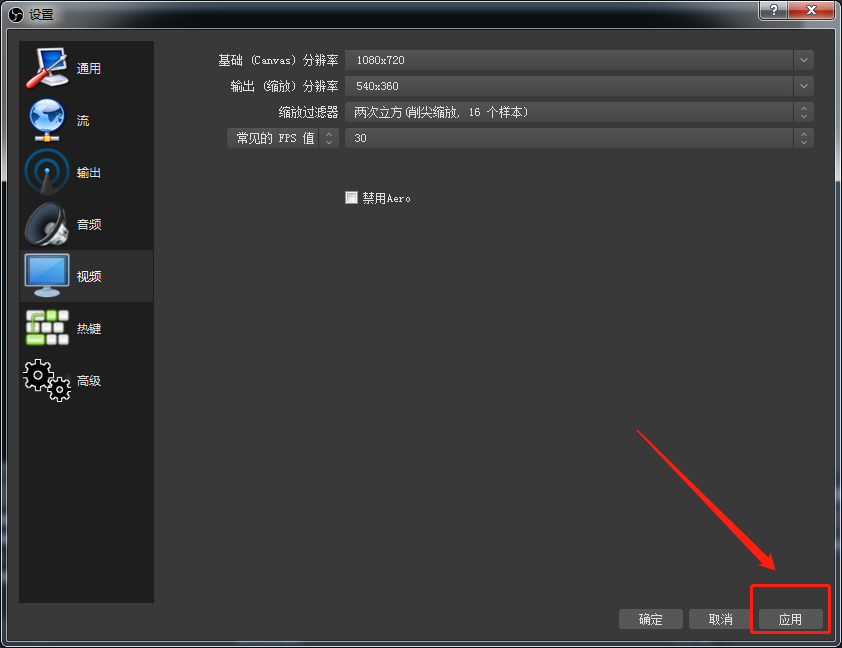 设置
通用
流
输出
音频
视频
热键
高级
基础 (Canvas) 分辨率 1080x720
输出 (缩放) 分辨率 540x360
缩放过滤器 两次立方(削尖缩放, 16 个样本)
常见的 FPS 值 30
禁用Aero
确定 取消 应用